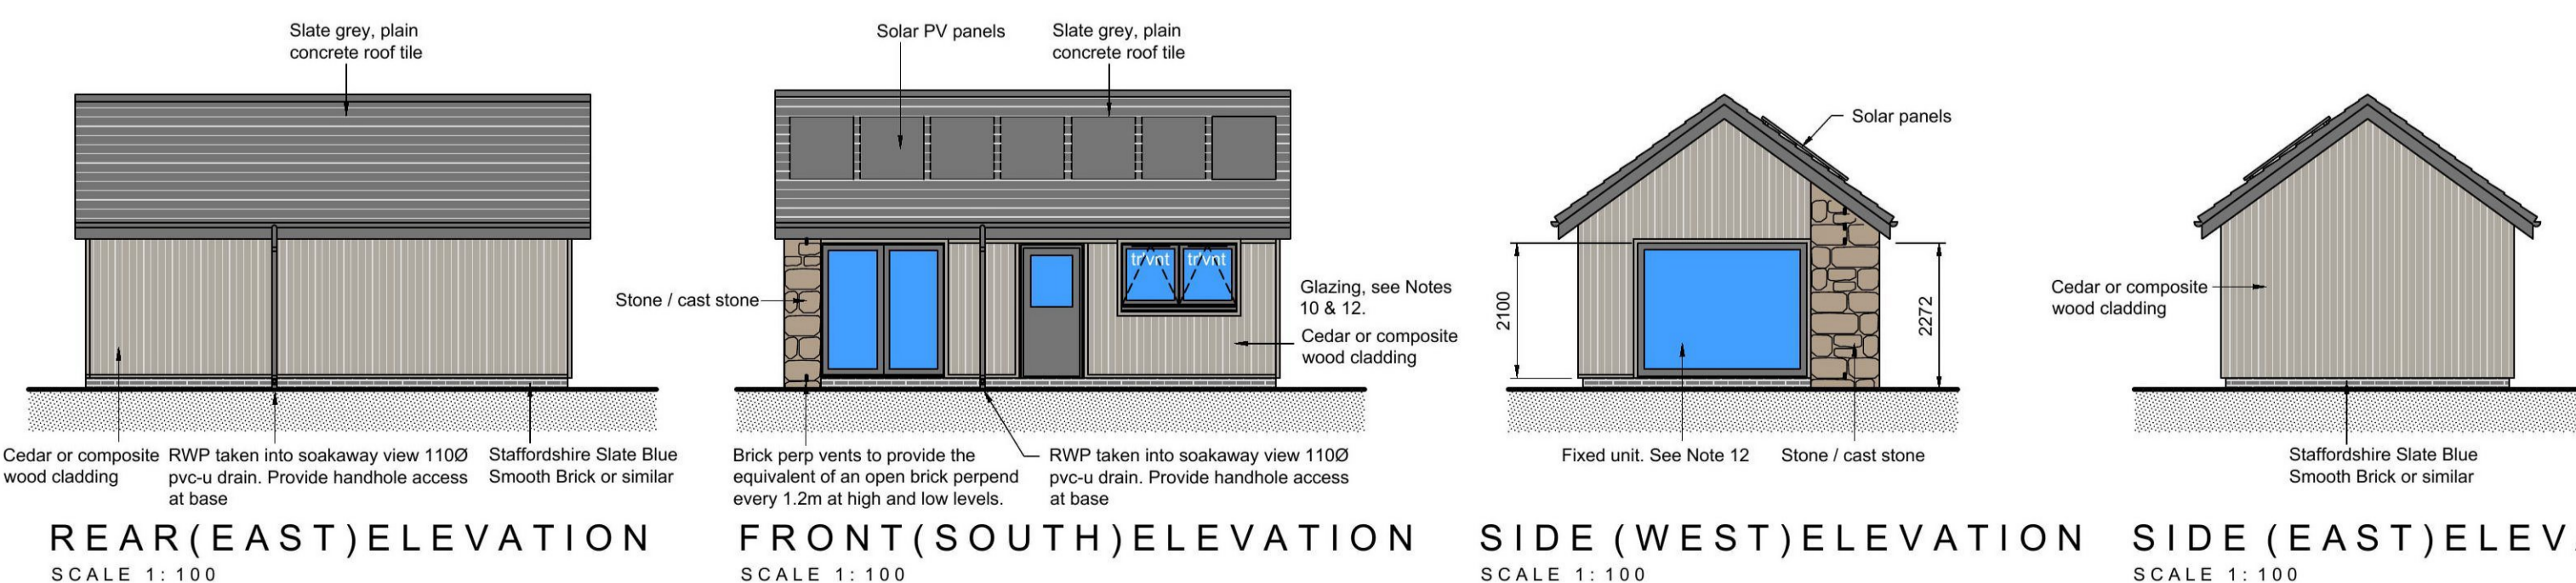 Slate grey, plain
concrete roof tile
Cedar or composite
wood cladding
RWP taken into soakaway view 110Ø
pvc-u drain. Provide handhole access
at base
Staffordshire Slate Blue
Smooth Brick or similar
REAR(EAST)ELEVATION
SCALE 1:100
Solar PV panels
Slate grey, plain
concrete roof tile
Stone / cast stone
tr/vnt
tr/vnt
Glazing, see Notes
10 & 12.
Cedar or composite
wood cladding
Brick perp vents to provide the
equivalent of an open brick perpend
every 1.2m at high and low levels.
RWP taken into soakaway view 110Ø
pvc-u drain. Provide handhole access
at base
FRONT(SOUTH)ELEVATION
SCALE 1:100
Solar panels
2100
2272
Fixed unit. See Note 12
Stone / cast stone
SIDE (WEST)ELEVATION
SCALE 1:100
Cedar or composite
wood cladding
Staffordshire Slate Blue
Smooth Brick or similar
SIDE (EAST)ELEV
SCALE 1:100